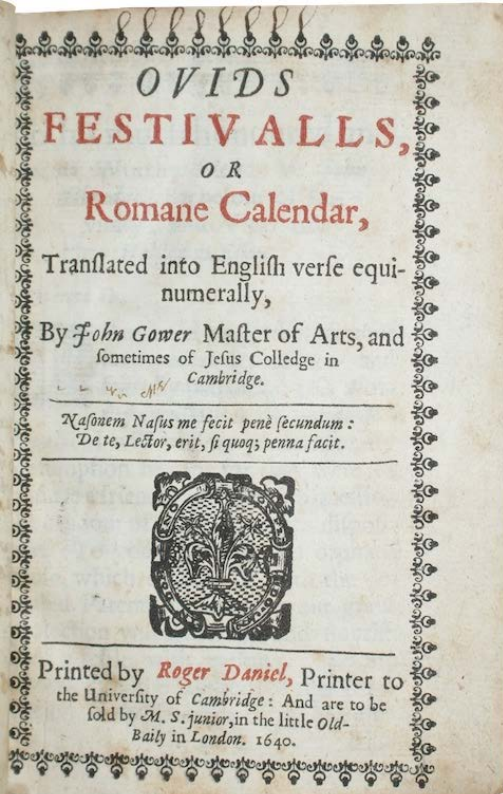 OVIDS
FESTIVALLS,
OR
Romane Calendar,
Tranſlated into Engliſh verſe equi-
numerally,
By John Gower Maſter of Arts, and
ſometimes of Jeſus Colledge in
Cambridge.
Naſonem Naſus me fecit penè ſecundum :
De te, Lector, erit, ſi quoq; penna facit.
Printed by Roger Daniel, Printer to
the Univerſity of Cambridge : And are to be
ſold by M. S. junior, in the little Old-
Baily in London. 1640.